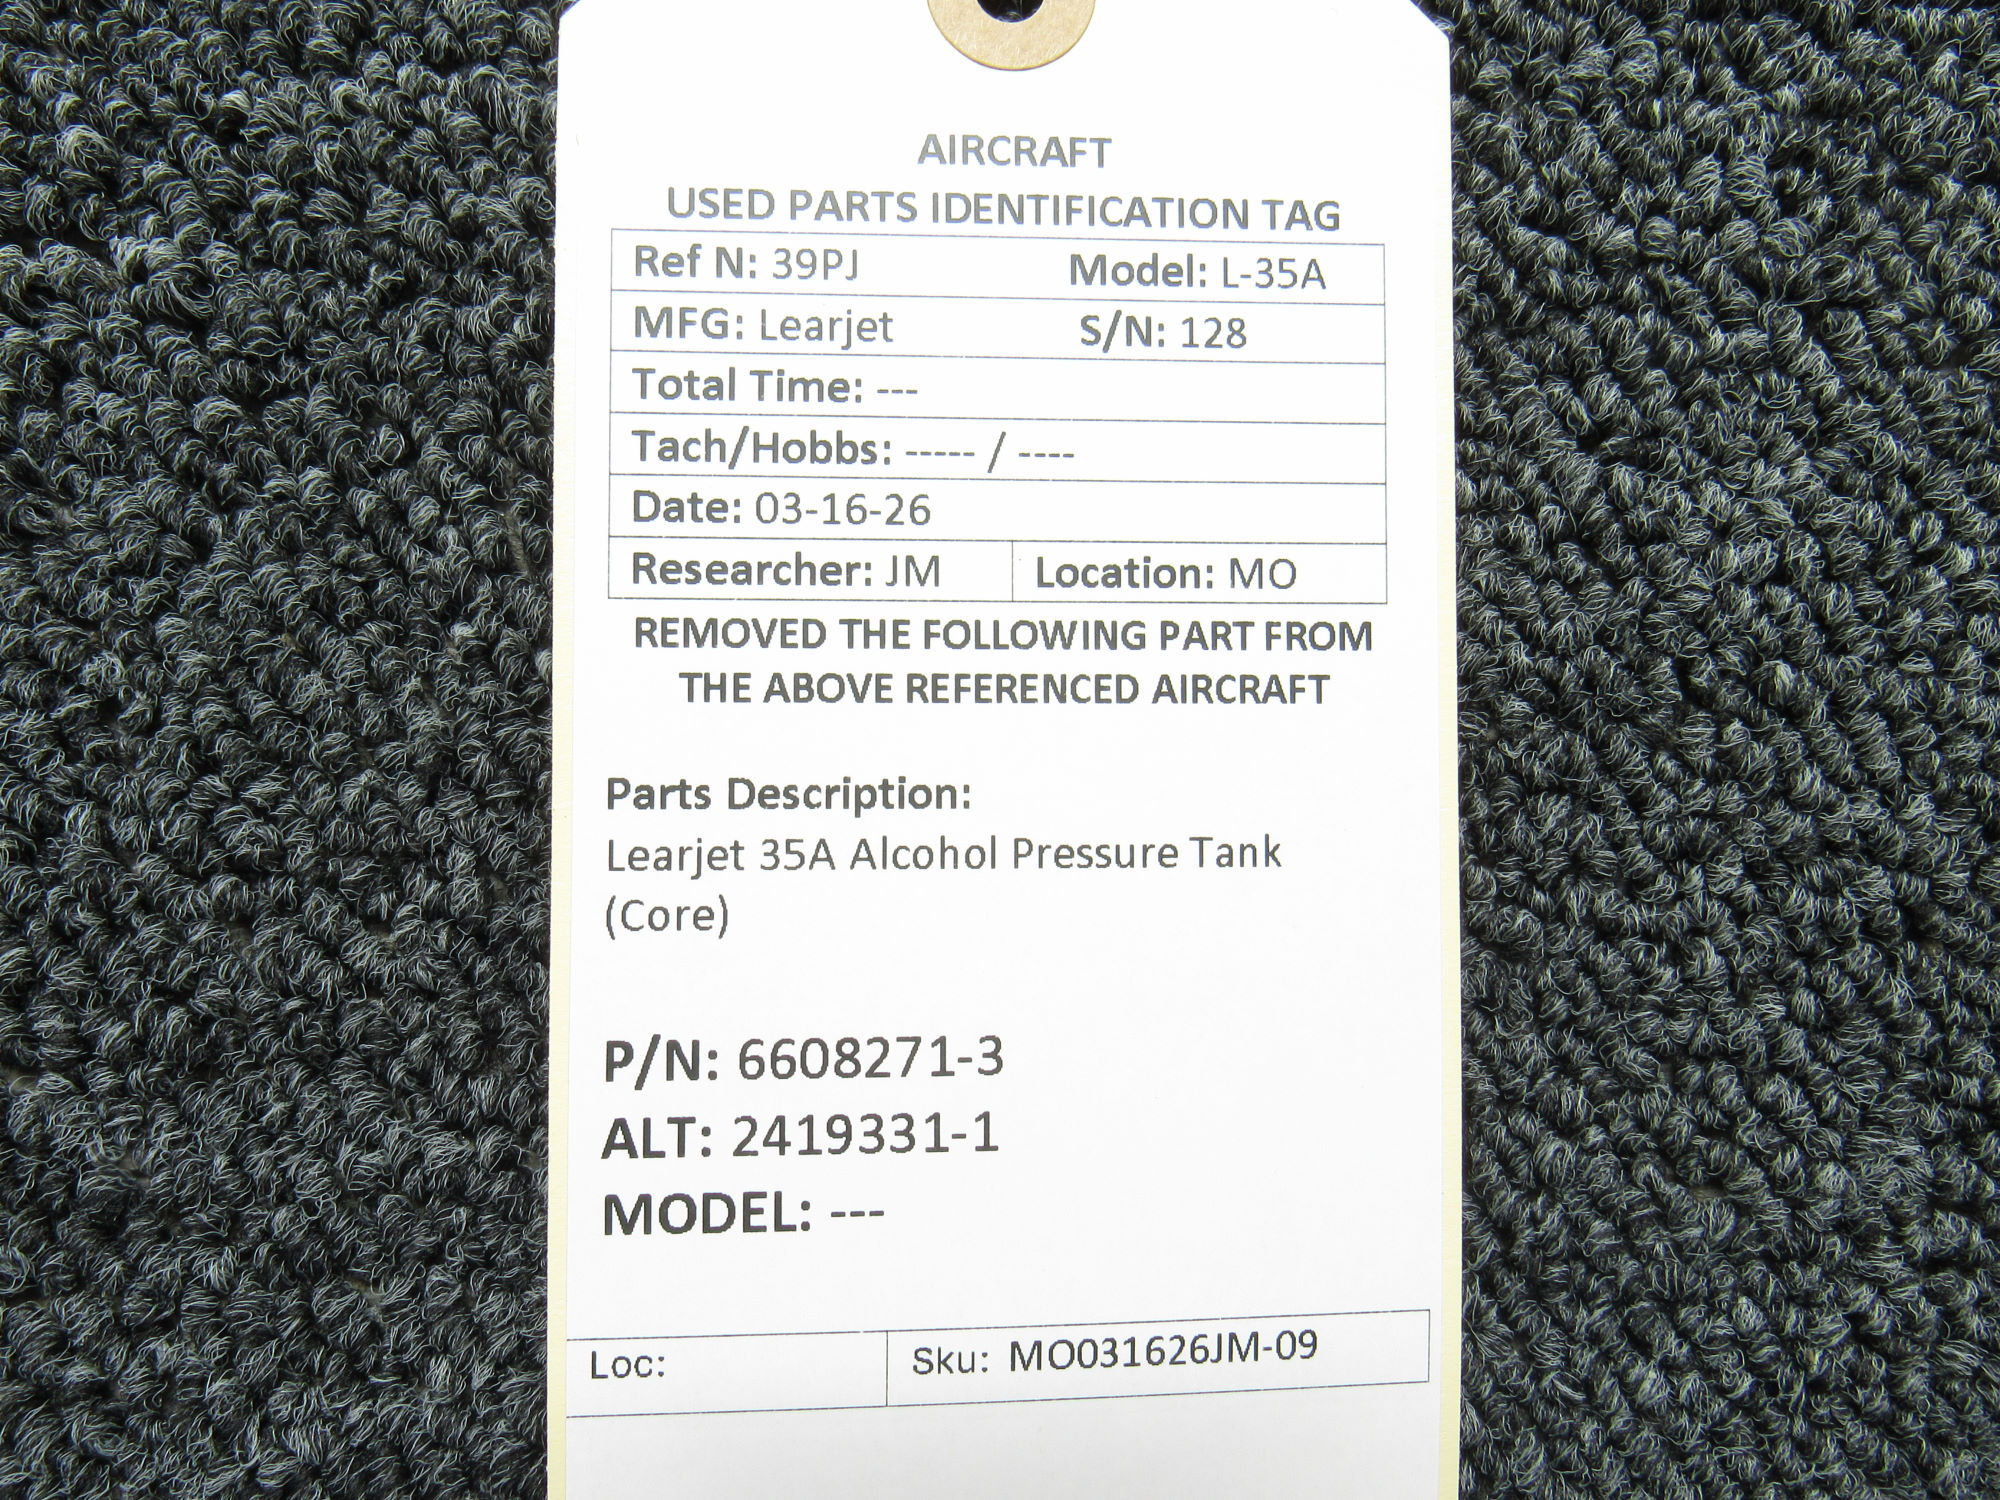 AIRCRAFT
USED PARTS IDENTIFICATION TAG
Ref N: 39PJ Model: L-35A
MFG: Learjet S/N: 128
Total Time: ---
Tach/Hobbs: ----- / ----
Date: 03-16-26
Researcher: JM Location: MO
REMOVED THE FOLLOWING PART FROM
THE ABOVE REFERENCED AIRCRAFT
Parts Description:
Learjet 35A Alcohol Pressure Tank
(Core)
P/N: 6608271-3
ALT: 2419331-1
MODEL: ---
Loc: Sku: MO031626JM-09